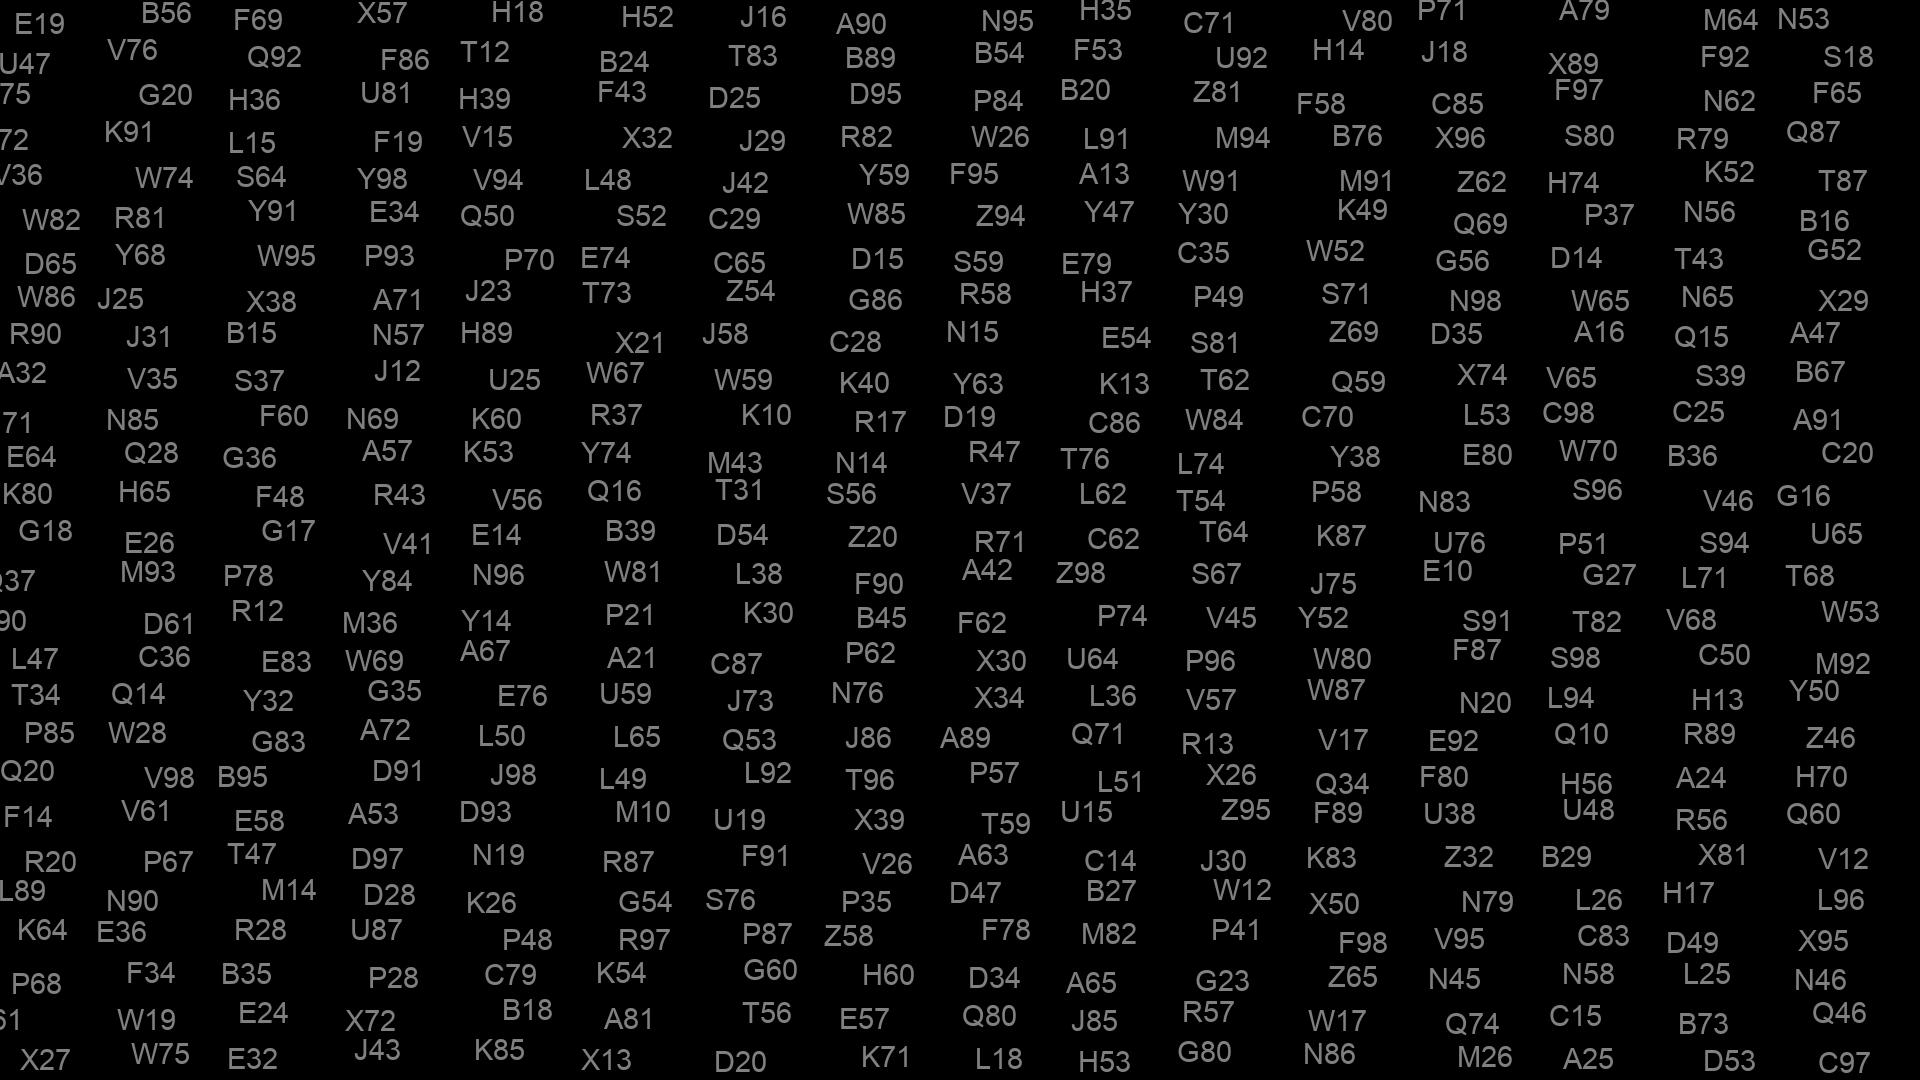 E19 B56 F69 X57 H18 H52 J16 A90 N95 H35 C71 V80 P71 A79 M64 N53
U47 V76 Q92 F86 T12 B24 T83 B89 B54 F53 U92 H14 J18 X89 F92 S18
75 G20 H36 U81 H39 F43 D25 D95 P84 B20 Z81 F58 C85 F97 N62 F65
72 K91 L15 F19 V15 X32 J29 R82 W26 L91 M94 B76 X96 S80 R79 Q87
V36 W74 S64 Y98 V94 L48 J42 Y59 F95 A13 W91 M91 Z62 H74 K52 T87
W82 R81 Y91 E34 Q50 S52 C29 W85 Z94 Y47 Y30 K49 Q69 P37 N56 B16
D65 Y68 W95 P93 P70 E74 C65 D15 S59 E79 C35 W52 G56 D14 T43 G52
W86 J25 X38 A71 J23 T73 Z54 G86 R58 H37 P49 S71 N98 W65 N65 X29
R90 J31 B15 N57 H89 X21 J58 C28 N15 E54 S81 Z69 D35 A16 Q15 A47
A32 V35 S37 J12 U25 W67 W59 K40 Y63 K13 T62 Q59 X74 V65 S39 B67
71 N85 F60 N69 K60 R37 K10 R17 D19 C86 W84 C70 L53 C98 C25 A91
E64 Q28 G36 A57 K53 Y74 M43 N14 R47 T76 L74 Y38 E80 W70 B36 C20
K80 H65 F48 R43 V56 Q16 T31 S56 V37 L62 T54 P58 N83 S96 V46 G16
G18 E26 G17 V41 E14 B39 D54 Z20 R71 C62 T64 K87 U76 P51 S94 U65
Q37 M93 P78 Y84 N96 W81 L38 F90 A42 Z98 S67 J75 E10 G27 L71 T68
90 D61 R12 M36 Y14 P21 K30 B45 F62 P74 V45 Y52 S91 T82 V68 W53
L47 C36 E83 W69 A67 A21 C87 P62 X30 U64 P96 W80 F87 S98 C50 M92
T34 Q14 Y32 G35 E76 U59 J73 N76 X34 L36 V57 W87 N20 L94 H13 Y50
P85 W28 G83 A72 L50 L65 Q53 J86 A89 Q71 R13 V17 E92 Q10 R89 Z46
Q20 V98 B95 D91 J98 L49 L92 T96 P57 L51 X26 Q34 F80 H56 A24 H70
F14 V61 E58 A53 D93 M10 U19 X39 T59 U15 Z95 F89 U38 U48 R56 Q60
R20 P67 T47 D97 N19 R87 F91 V26 A63 C14 J30 K83 Z32 B29 X81 V12
L89 N90 M14 D28 K26 G54 S76 P35 D47 B27 W12 X50 N79 L26 H17 L96
K64 E36 R28 U87 P48 R97 P87 Z58 F78 M82 P41 F98 V95 C83 D49 X95
P68 F34 B35 P28 C79 K54 G60 H60 D34 A65 G23 Z65 N45 N58 L25 N46
61 W19 E24 X72 B18 A81 T56 E57 Q80 J85 R57 W17 Q74 C15 B73 Q46
X27 W75 E32 J43 K85 X13 D20 K71 L18 H53 G80 N86 M26 A25 D53 C97